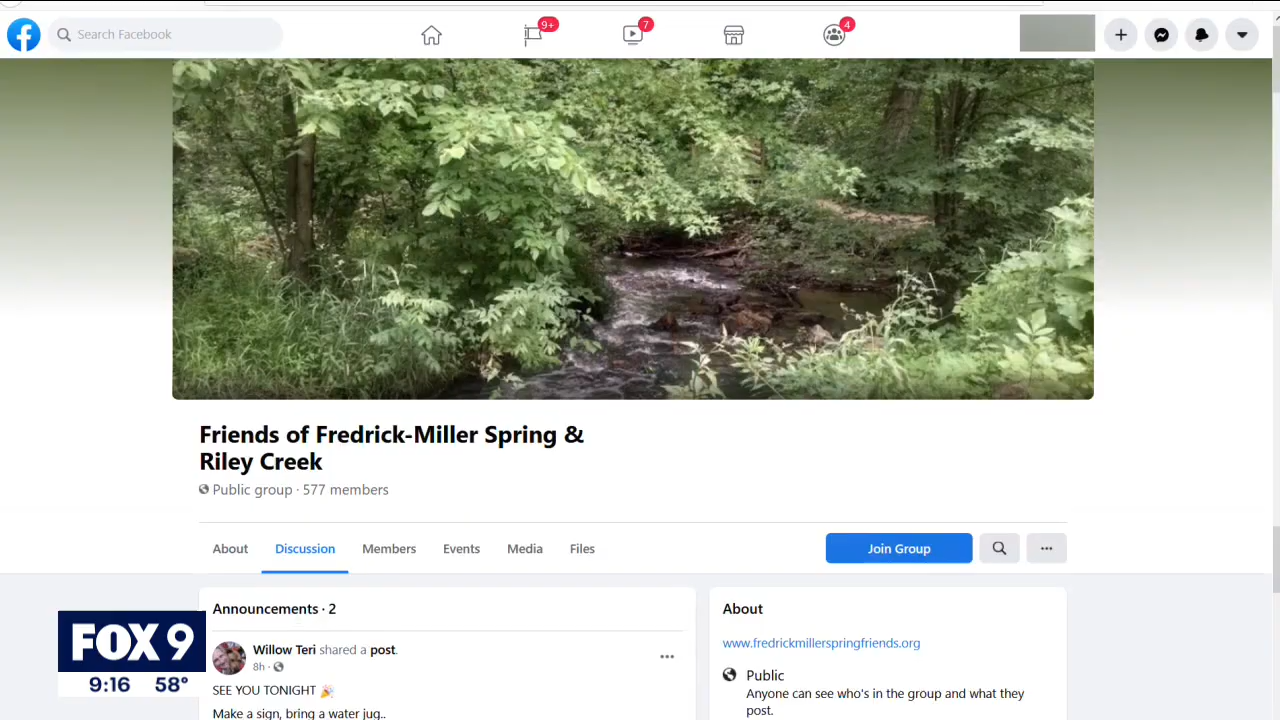 Search Facebook
9+
7
4
Friends of Fredrick-Miller Spring &
Riley Creek
Public group · 577 members
About
Discussion
Members
Events
Media
Files
Join Group
Announcements · 2
Willow Teri shared a post.
8h ·
SEE YOU TONIGHT 🎉
Make a sign, bring a water jug..
About
www.fredrickmillerspringfriends.org
Public
Anyone can see who's in the group and what they
post.
FOX 9
9:16 58°